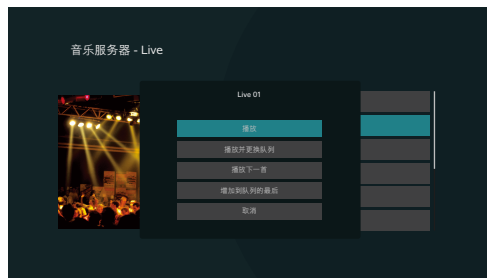 音乐服务器 - Live
Live 01
播放
播放并更换队列
播放下一首
增加到队列的最后
取消